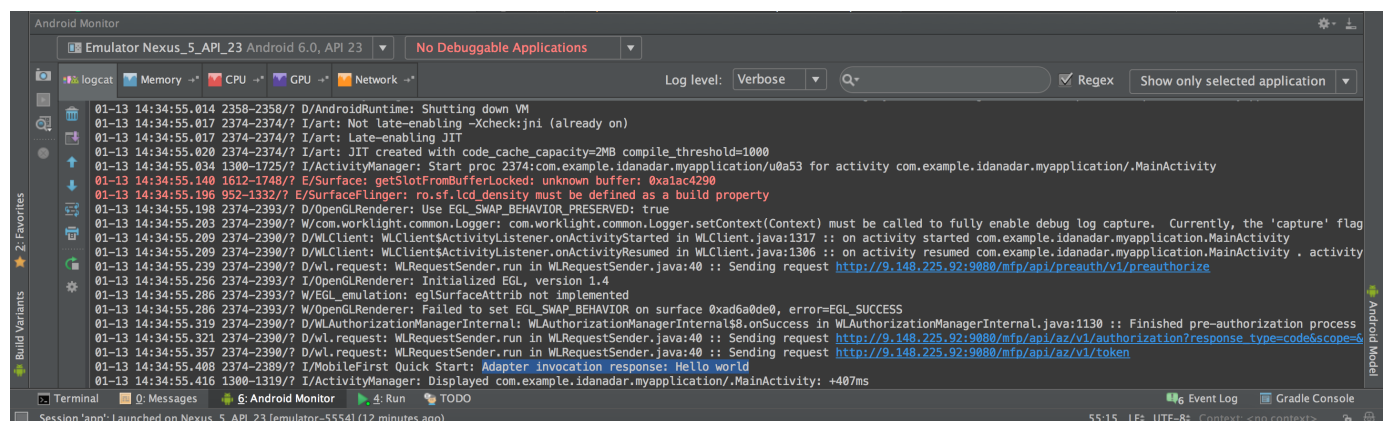 Android Monitor
Emulator Nexus_5_API_23 Android 6.0, API 23
No Debuggable Applications
logcat
Memory
CPU
GPU
Network
Log level: Verbose
Regex
Show only selected application
01-13 14:34:55.014 2358-2358/? D/AndroidRuntime: Shutting down VM
01-13 14:34:55.017 2374-2374/? I/art: Not late-enabling -Xcheck:jni (already on)
01-13 14:34:55.017 2374-2374/? I/art: Late-enabling JIT
01-13 14:34:55.020 2374-2374/? I/art: JIT created with code_cache_capacity=2MB compile_threshold=1000
01-13 14:34:55.034 1300-1725/? I/ActivityManager: Start proc 2374:com.example.idanadar.myapplication/u0a53 for activity com.example.idanadar.myapplication/.MainActivity
01-13 14:34:55.140 1612-1748/? E/Surface: getSlotFromBufferLocked: unknown buffer: 0xa1ac4290
01-13 14:34:55.196 952-1332/? E/SurfaceFlinger: ro.sf.lcd_density must be defined as a build property
01-13 14:34:55.198 2374-2393/? D/OpenGLRenderer: Use EGL_SWAP_BEHAVIOR_PRESERVED: true
01-13 14:34:55.203 2374-2390/? W/com.worklight.common.Logger: com.worklight.common.Logger.setContext(Context) must be called to fully enable debug log capture.  Currently, the 'capture' flag
01-13 14:34:55.209 2374-2390/? D/WLClient: WLClient$ActivityListener.onActivityStarted in WLClient.java:1317 :: on activity started com.example.idanadar.myapplication.MainActivity
01-13 14:34:55.209 2374-2390/? D/WLClient: WLClient$ActivityListener.onActivityResumed in WLClient.java:1306 :: on activity resumed com.example.idanadar.myapplication.MainActivity . activity
01-13 14:34:55.239 2374-2390/? D/wl.request: WLRequestSender.run in WLRequestSender.java:40 :: Sending request http://9.148.225.92:9080/mfp/api/preauth/v1/preauthorize
01-13 14:34:55.256 2374-2393/? I/OpenGLRenderer: Initialized EGL, version 1.4
01-13 14:34:55.286 2374-2393/? W/EGL_emulation: eglSurfaceAttrib not implemented
01-13 14:34:55.286 2374-2393/? W/OpenGLRenderer: Failed to set EGL_SWAP_BEHAVIOR on surface 0xad6a0de0, error=EGL_SUCCESS
01-13 14:34:55.319 2374-2390/? D/WLAuthorizationManagerInternal: WLAuthorizationManagerInternal$8.onSuccess in WLAuthorizationManagerInternal.java:1130 :: Finished pre-authorization process
01-13 14:34:55.321 2374-2390/? D/wl.request: WLRequestSender.run in WLRequestSender.java:40 :: Sending request http://9.148.225.92:9080/mfp/api/az/v1/authorization?response_type=code&scope=&
01-13 14:34:55.357 2374-2390/? D/wl.request: WLRequestSender.run in WLRequestSender.java:40 :: Sending request http://9.148.225.92:9080/mfp/api/az/v1/token
01-13 14:34:55.408 2374-2389/? I/MobileFirst Quick Start: Adapter invocation response: Hello world
01-13 14:34:55.416 1300-1319/? I/ActivityManager: Displayed com.example.idanadar.myapplication/.MainActivity: +407ms
2: Favorites
Build Variants
Android Model
Terminal
0: Messages
6: Android Monitor
4: Run
TODO
6 Event Log
Gradle Console
Session 'app': Launched on Nexus_5_API_23 [emulator-5554] (12 minutes ago)
55:15 LF UTF-8 Context: <no context>